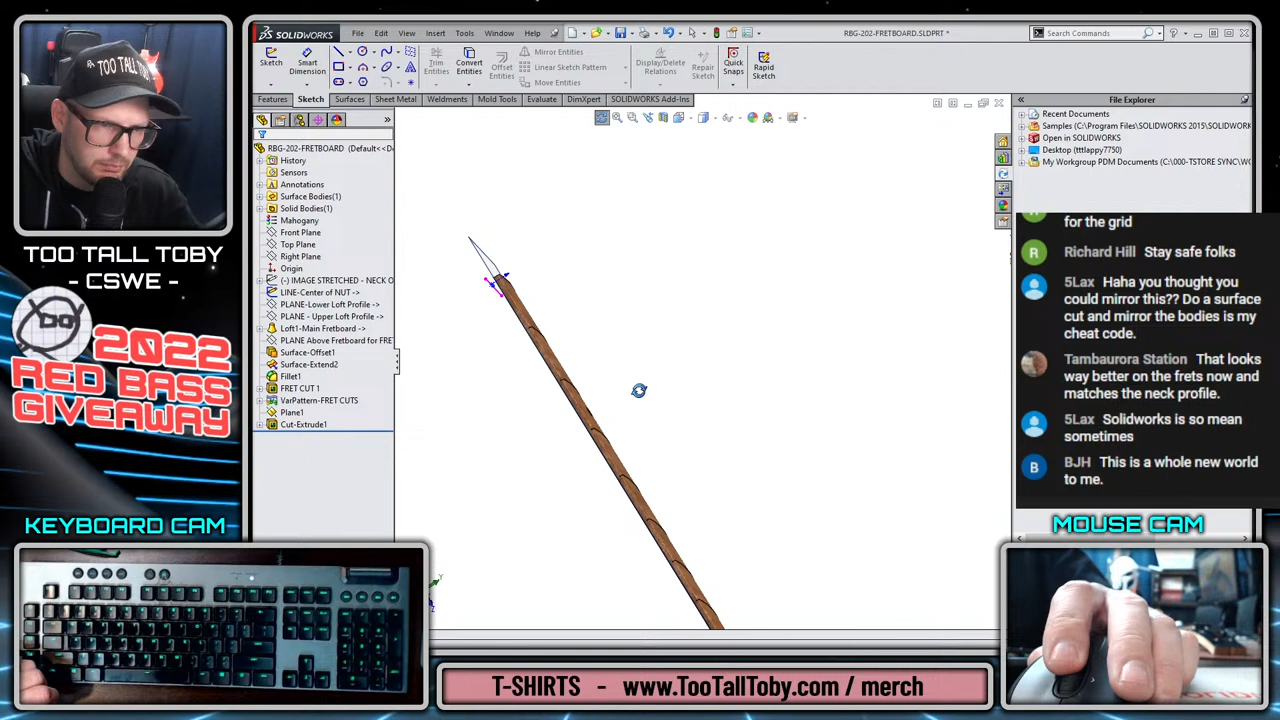 SOLIDWORKS
File
Edit
View
Insert
Tools
Window
Help
RBG-202-FRETBOARD.SLDPRT *
Search Commands
Sketch
Smart
Dimension
Trim
Entities
Convert
Entities
Offset
Entities
Mirror Entities
Linear Sketch Pattern
Move Entities
Display/Delete
Relations
Repair
Sketch
Quick
Snaps
Rapid
Sketch
Features
Sketch
Surfaces
Sheet Metal
Weldments
Mold Tools
Evaluate
DimXpert
SOLIDWORKS Add-Ins
RBG-202-FRETBOARD (Default<<De
History
Sensors
Annotations
Surface Bodies(1)
Solid Bodies(1)
Mahogany
Front Plane
Top Plane
Right Plane
Origin
(-) IMAGE STRETCHED - NECK O
LINE-Center of NUT ->
PLANE-Lower Loft Profile ->
PLANE - Upper Loft Profile ->
Loft1-Main Fretboard ->
PLANE Above Fretboard for FRE
Surface-Offset1
Surface-Extend2
Fillet1
FRET CUT 1
VarPattern-FRET CUTS
Plane1
Cut-Extrude1
File Explorer
Recent Documents
Samples (C:\Program Files\SOLIDWORKS 2015\SOLIDWORK
Open in SOLIDWORKS
Desktop (tttlappy7750)
My Workgroup PDM Documents (C:\000-TSTORE SYNC\WO
for the grid
Richard Hill Stay safe folks
5Lax Haha you thought you
could mirror this?? Do a surface
cut and mirror the bodies is my
cheat code.
Tambaurora Station That looks
way better on the frets now and
matches the neck profile.
5Lax Solidworks is so mean
sometimes
BJH This is a whole new world
to me.
TOO TALL TOBY
TOO TALL TOBY
- CSWE -
2022
RED BASS
GIVEAWAY
KEYBOARD CAM
MOUSE CAM
T-SHIRTS - www.TooTallToby.com / merch